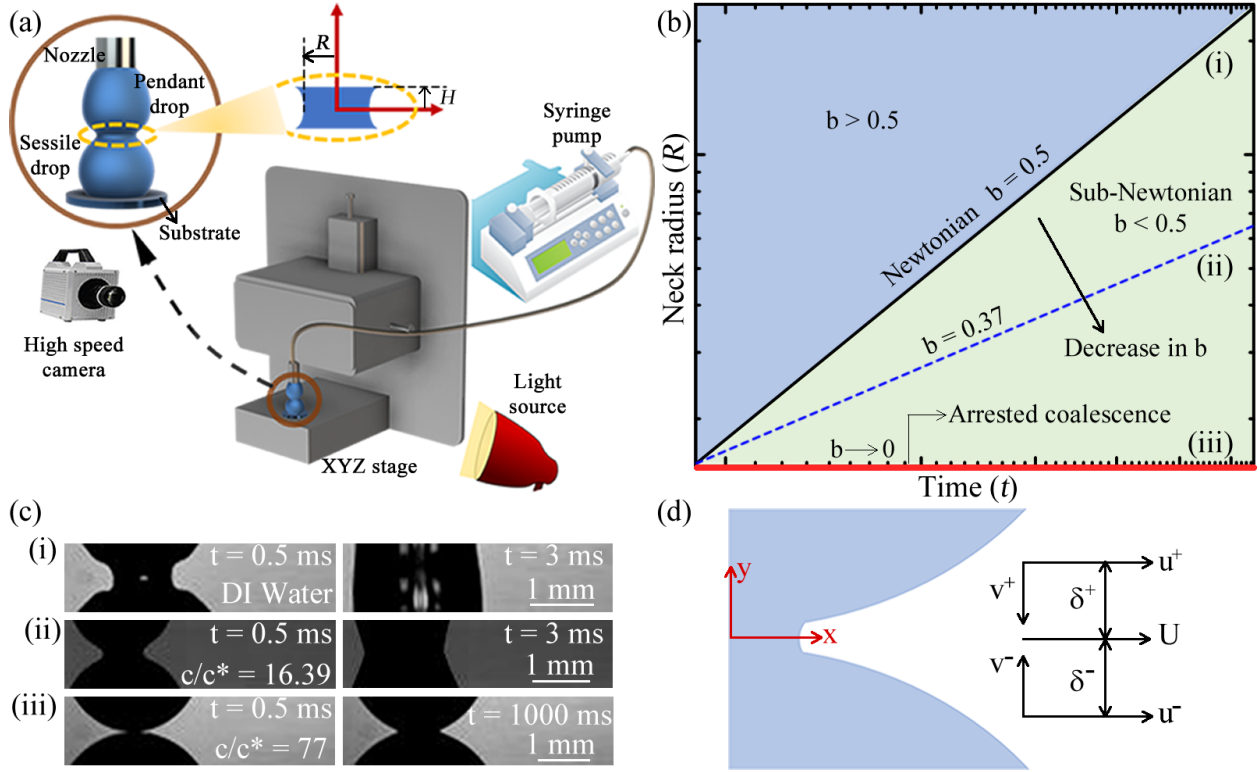 (a)
Nozzle
Pendant
drop
Sessile
drop
Substrate
R
H
Syringe
pump
High speed
camera
Light
source
XYZ stage
(b)
Neck radius (R)
b > 0.5
Newtonian b = 0.5
(i)
Sub-Newtonian
b < 0.5
(ii)
b = 0.37
Decrease in b
Arrested coalescence
b → 0
(iii)
Time (t)
(c)
(i)
t = 0.5 ms
DI Water
t = 3 ms
1 mm
(ii)
t = 0.5 ms
c/c* = 16.39
t = 3 ms
1 mm
(iii)
t = 0.5 ms
c/c* = 77
t = 1000 ms
1 mm
(d)
y
x
v⁺
δ⁺
u⁺
U
v⁻
δ⁻
u⁻